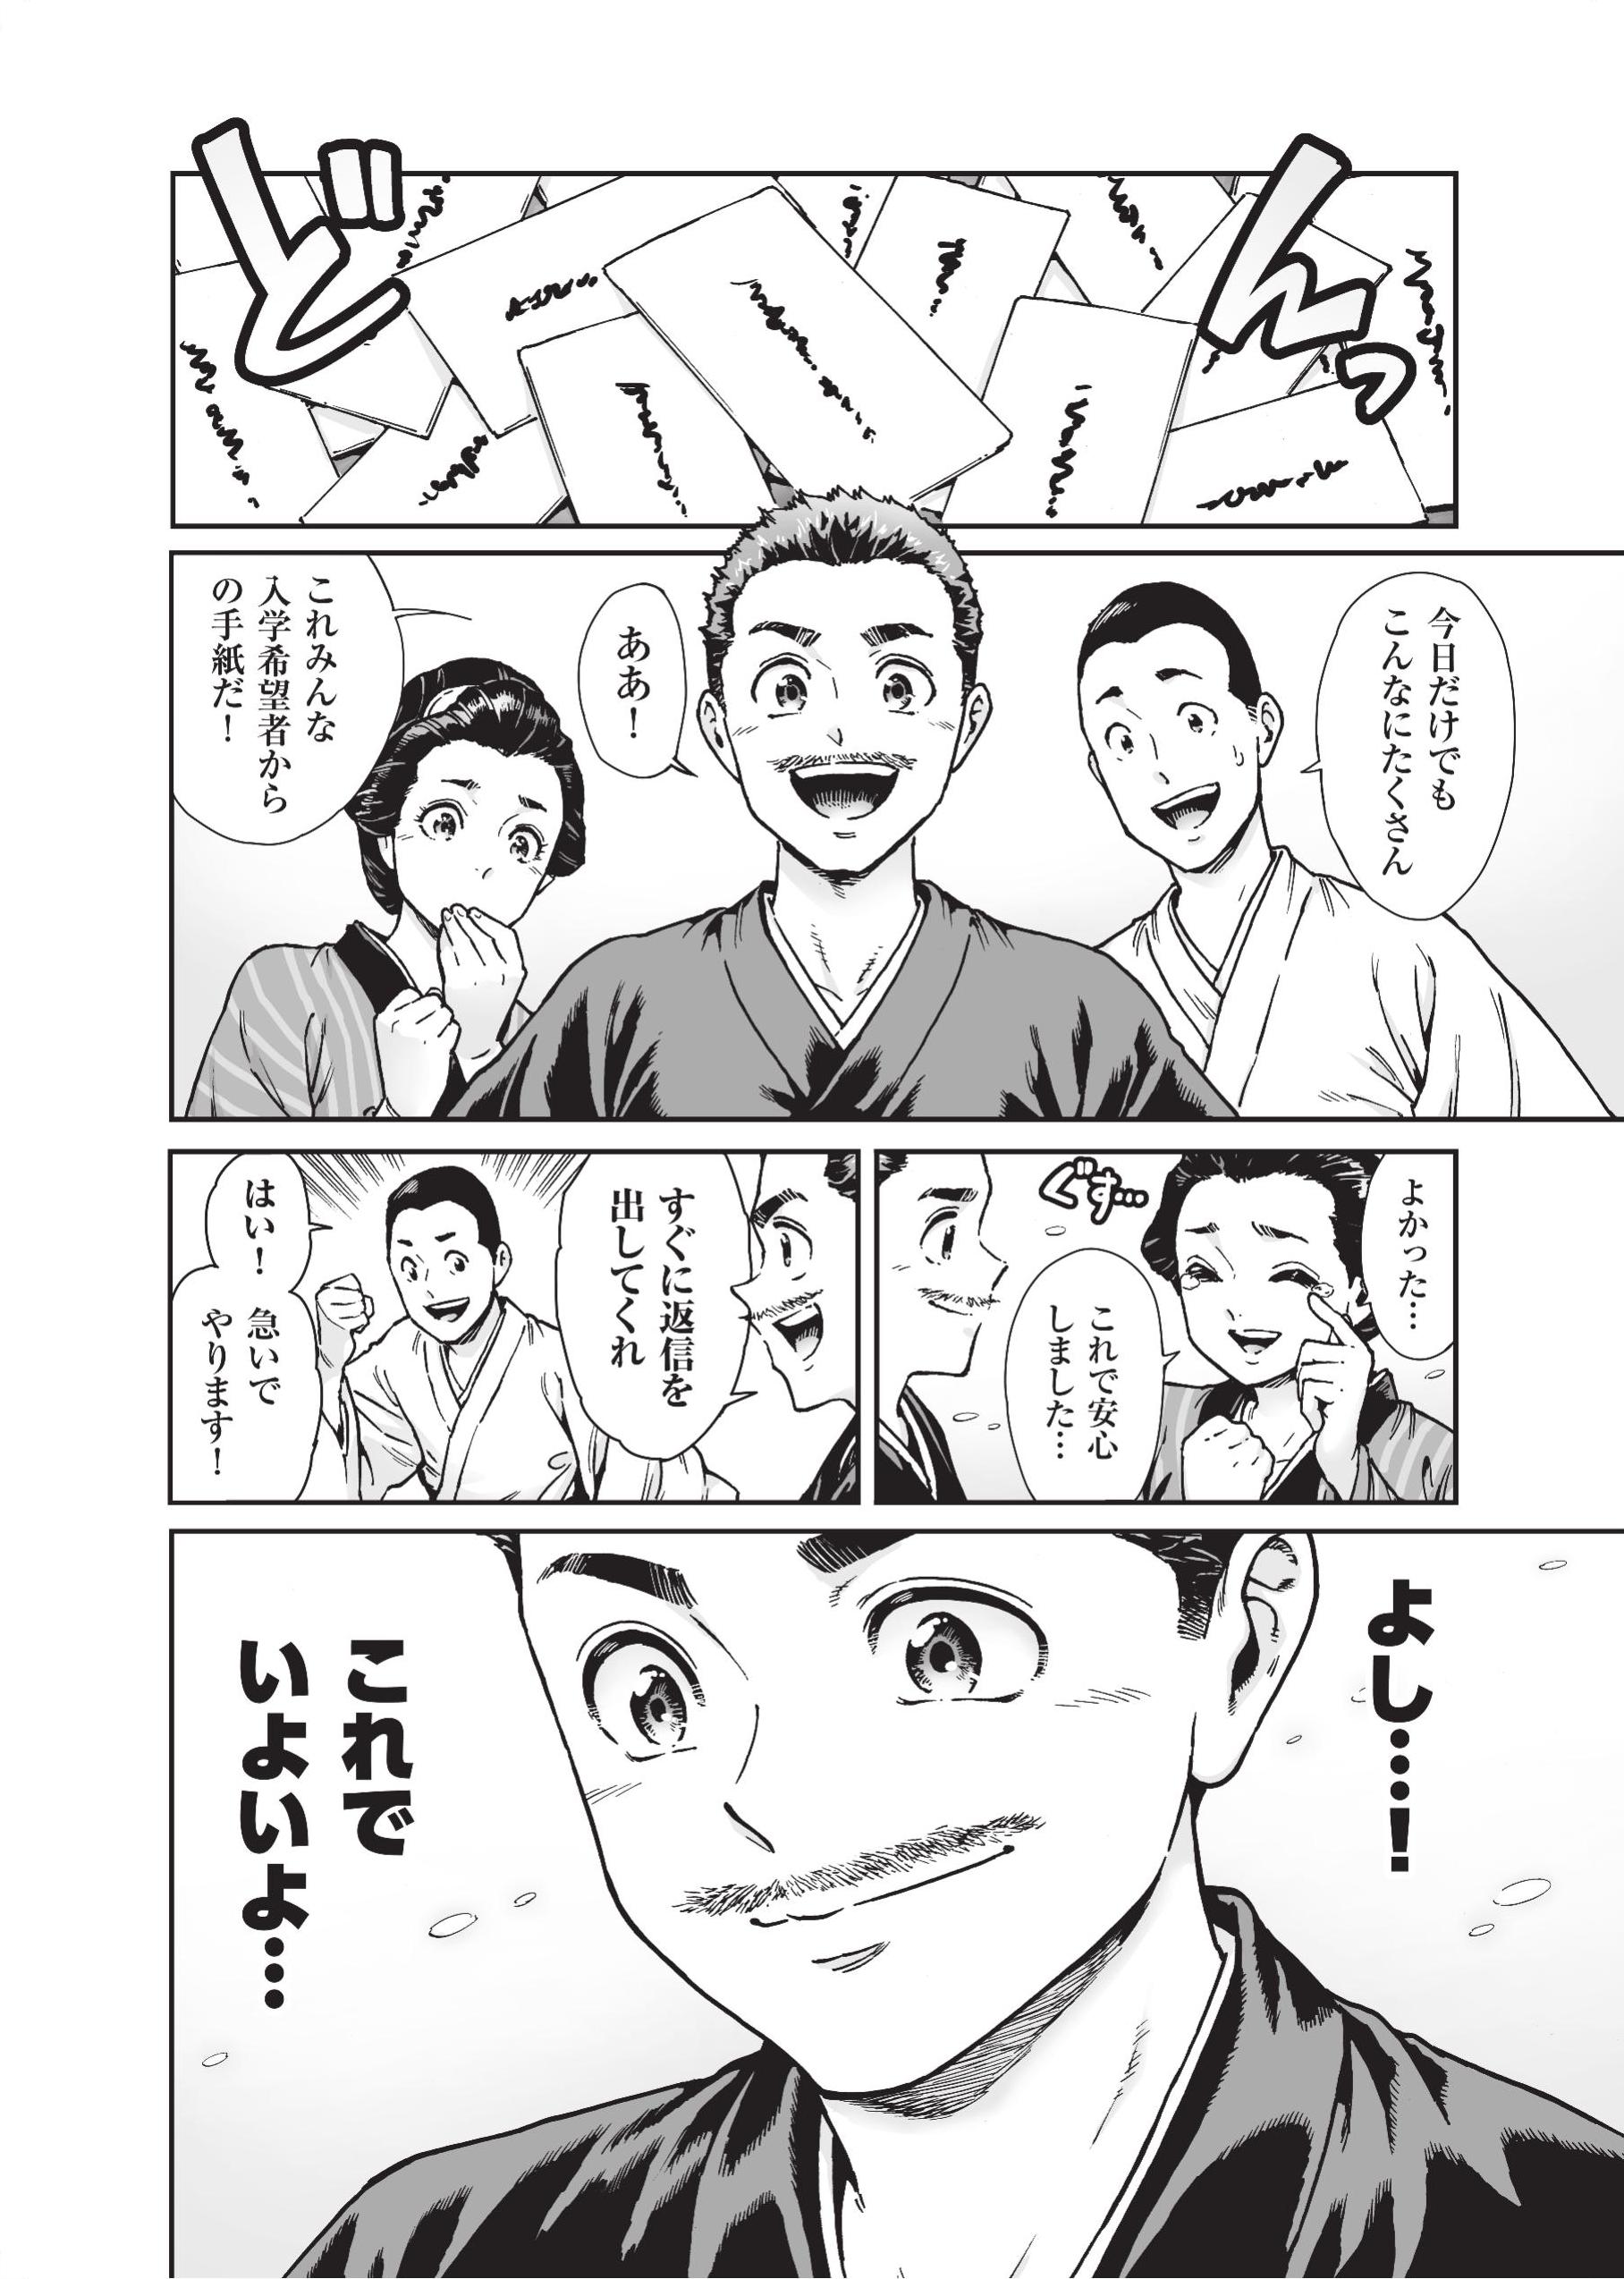 どんっ
今日だけでも
こんなにたくさん
ああ！
これみんな
入学希望者から
の手紙だ！
よかった…
ぐす…
これで安心
しました…
すぐに返信を
出してくれ
はい！
急いで
やります！
よし…！
これで
いよいよ…